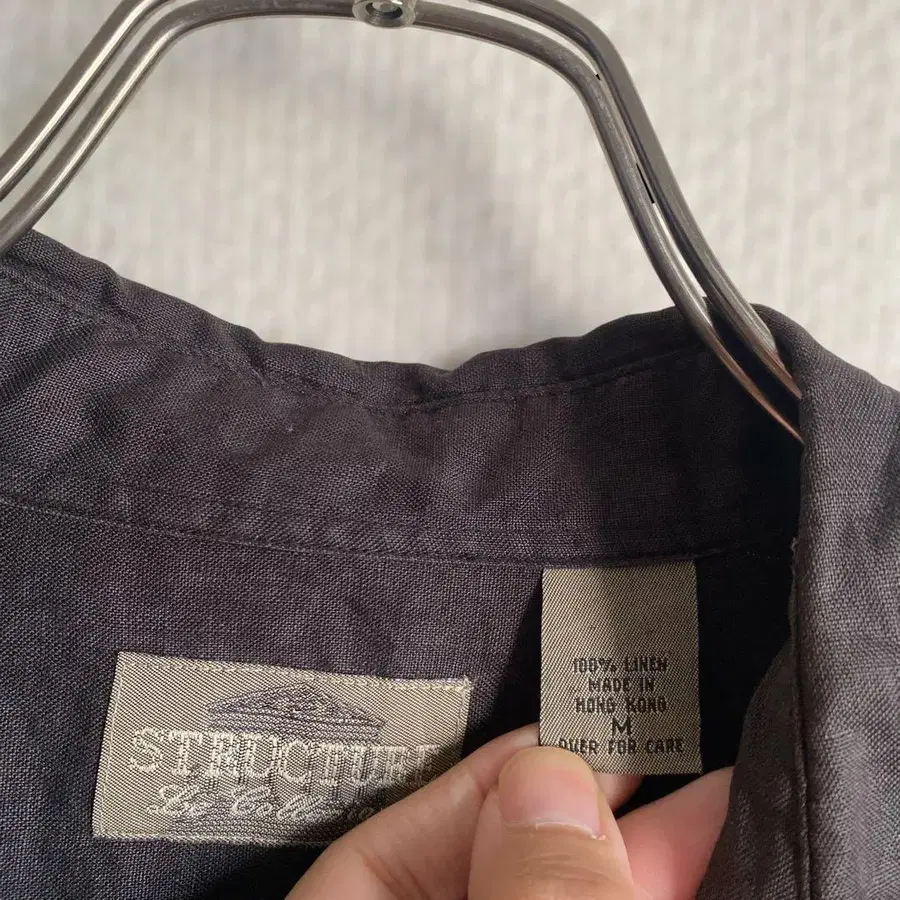 STRUCTURE
100% LINEN
MADE IN
HONG KONG
M
OVER FOR CARE